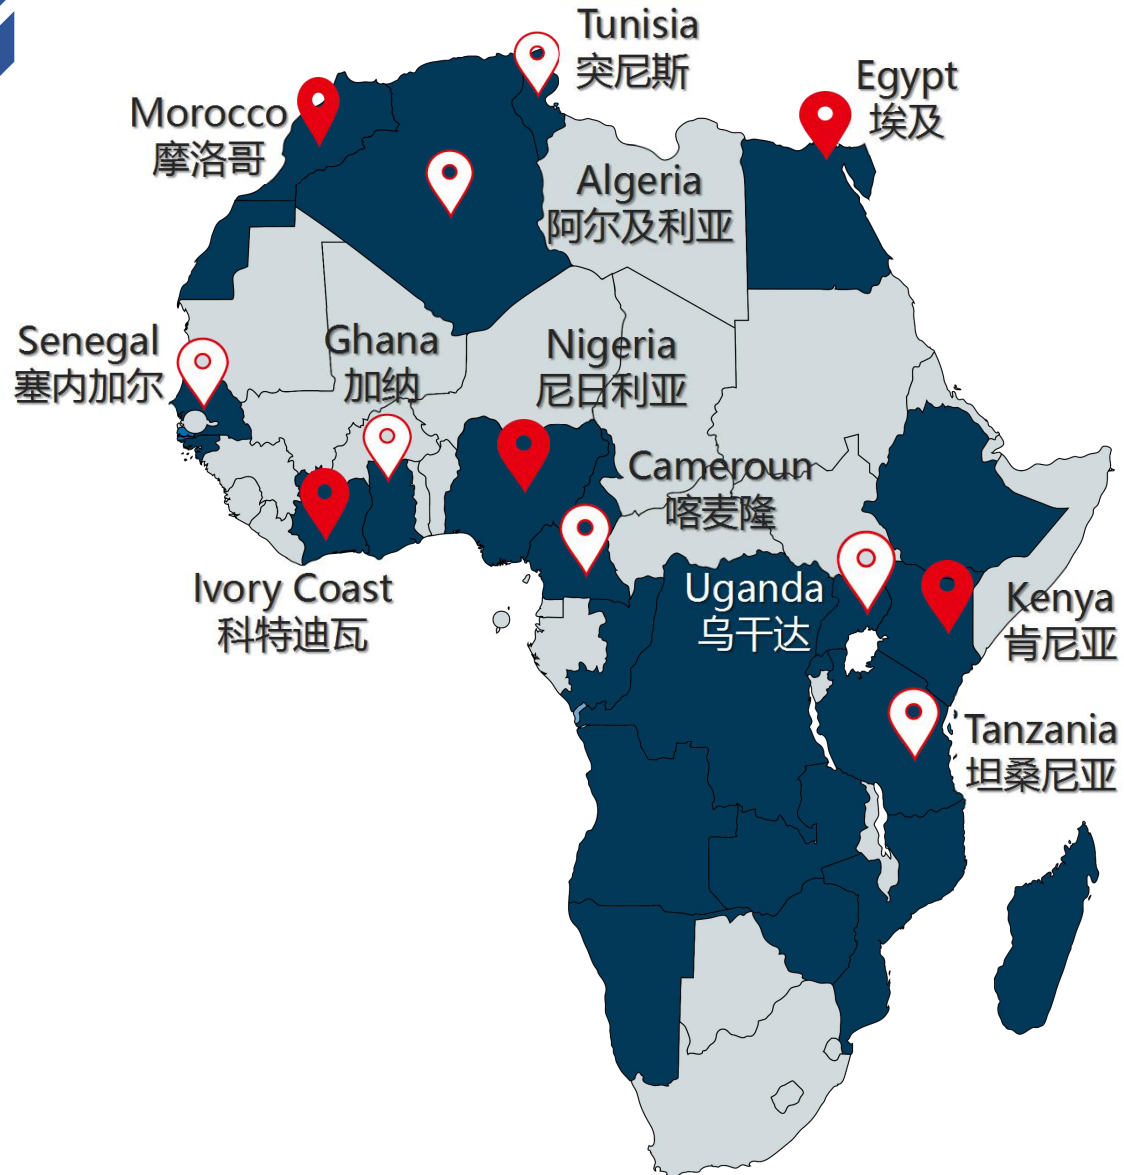 Tunisia
突尼斯
Egypt
埃及
Morocco
摩洛哥
Algeria
阿尔及利亚
Senegal
塞内加尔
Ghana
加纳
Nigeria
尼日利亚
Cameroun
喀麦隆
Ivory Coast
科特迪瓦
Uganda
乌干达
Kenya
肯尼亚
Tanzania
坦桑尼亚